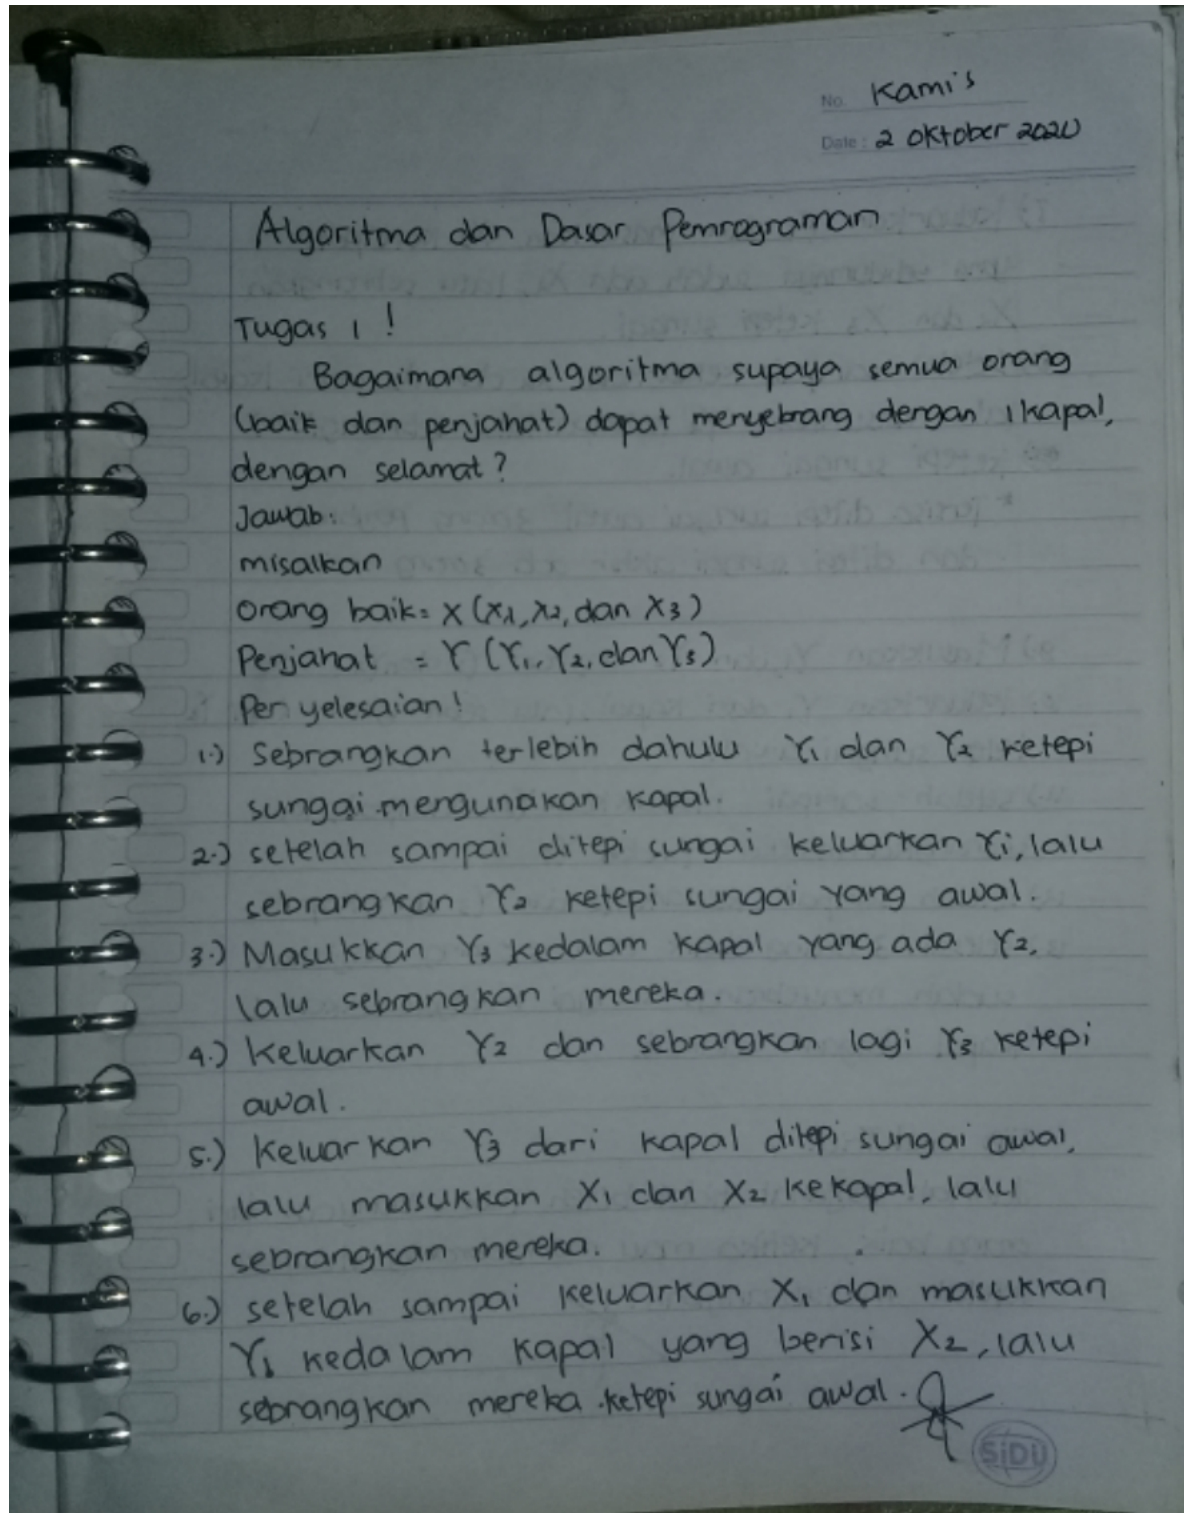 No. Kamis
Date: 2 Oktober 2020
Algoritma dan Dasar Pemrograman
Tugas 1 !
Bagaimana algoritma supaya semua orang
(baik dan penjahat) dapat menyebrang dengan 1 kapal,
dengan selamat?
Jawab:
misalkan
Orang baik = X (X1, X2, dan X3)
Penjahat = Y (Y1, Y2, dan Y3)
Penyelesaian !
1.) Sebrangkan terlebih dahulu Y1 dan Y2 ketepi
sungai mengunakan kapal.
2.) setelah sampai ditepi sungai keluarkan Y1, lalu
sebrangkan Y2 ketepi sungai yang awal.
3.) Masukkan Y3 kedalam kapal yang ada Y2,
lalu sebrangkan mereka.
4.) Keluarkan Y2 dan sebrangkan lagi Y3 ketepi
awal.
5.) Keluarkan Y3 dari kapal ditepi sungai awal,
lalu masukkan X1 dan X2 kekapal, lalu
sebrangkan mereka.
6.) setelah sampai keluarkan X1 dan masukkan
Y1 kedalam kapal yang berisi X2, lalu
sebrangkan mereka ketepi sungai awal.
SiDU